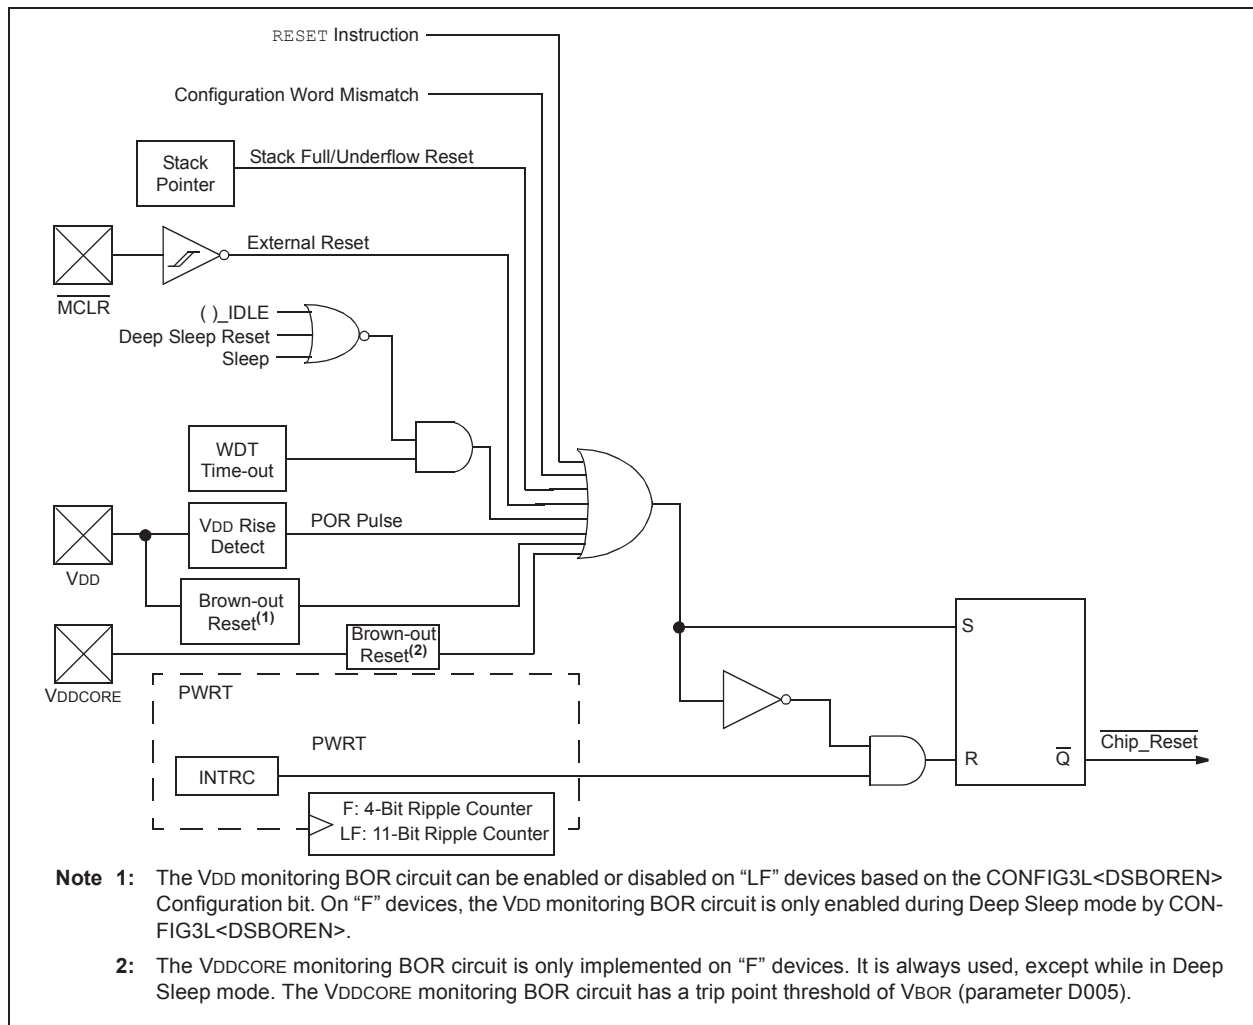 RESET Instruction
Configuration Word Mismatch
Stack
Pointer
Stack Full/Underflow Reset
External Reset
MCLR
( )_IDLE
Deep Sleep Reset
Sleep
WDT
Time-out
VDD Rise
Detect
POR Pulse
VDD
Brown-out
Reset(1)
Brown-out
Reset(2)
VDDCORE
PWRT
PWRT
INTRC
F: 4-Bit Ripple Counter
LF: 11-Bit Ripple Counter
S
R
Q
Chip_Reset
Note 1: The VDD monitoring BOR circuit can be enabled or disabled on “LF” devices based on the CONFIG3L<DSBOREN>
Configuration bit. On “F” devices, the VDD monitoring BOR circuit is only enabled during Deep Sleep mode by CON-
FIG3L<DSBOREN>.
2: The VDDCORE monitoring BOR circuit is only implemented on “F” devices. It is always used, except while in Deep
Sleep mode. The VDDCORE monitoring BOR circuit has a trip point threshold of VBOR (parameter D005).